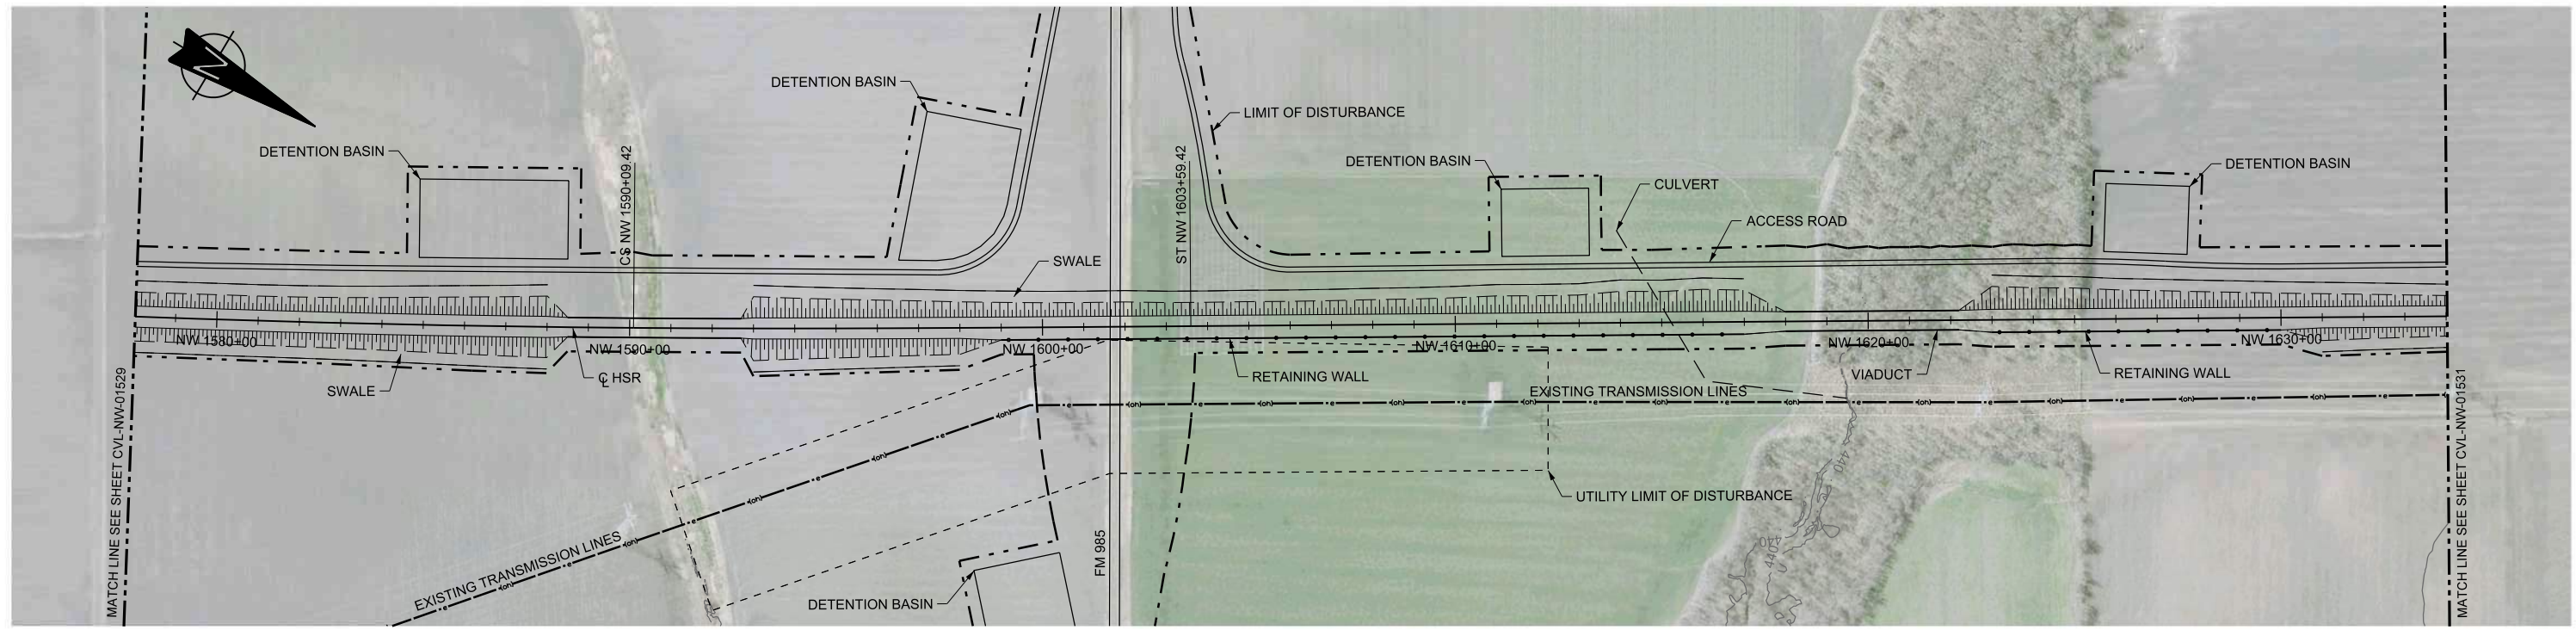 DETENTION BASIN
LIMIT OF DISTURBANCE
DETENTION BASIN
DETENTION BASIN
DETENTION BASIN
CULVERT
ACCESS ROAD
CS NW 1590+09.42
ST NW 1603+59.42
SWALE
NW 1580+00
NW 1590+00
NW 1600+00
NW 1610+00
NW 1620+00
NW 1630+00
SWALE
℄ HSR
RETAINING WALL
VIADUCT
RETAINING WALL
EXISTING TRANSMISSION LINES
MATCH LINE SEE SHEET CVL-NW-01529
MATCH LINE SEE SHEET CVL-NW-01531
440
UTILITY LIMIT OF DISTURBANCE
EXISTING TRANSMISSION LINES
FM 985
440
440
DETENTION BASIN